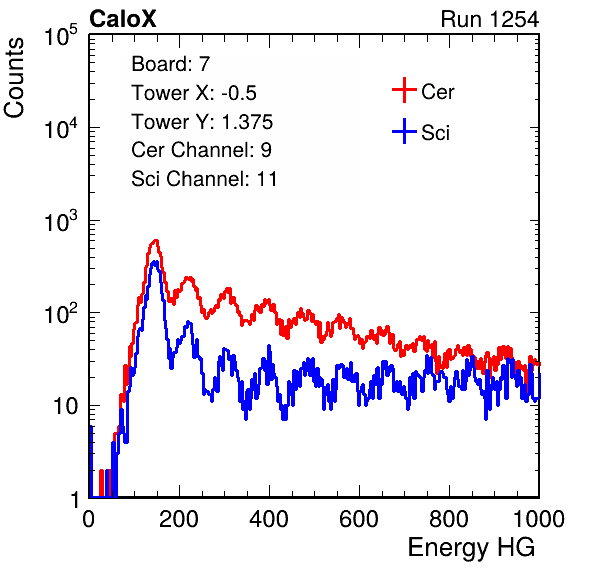 CaloX Run 1254
Counts
10^5
10^4
10^3
10^2
10
1
Board: 7
Tower X: -0.5
Tower Y: 1.375
Cer Channel: 9
Sci Channel: 11
Cer
Sci
0 200 400 600 800 1000
Energy HG